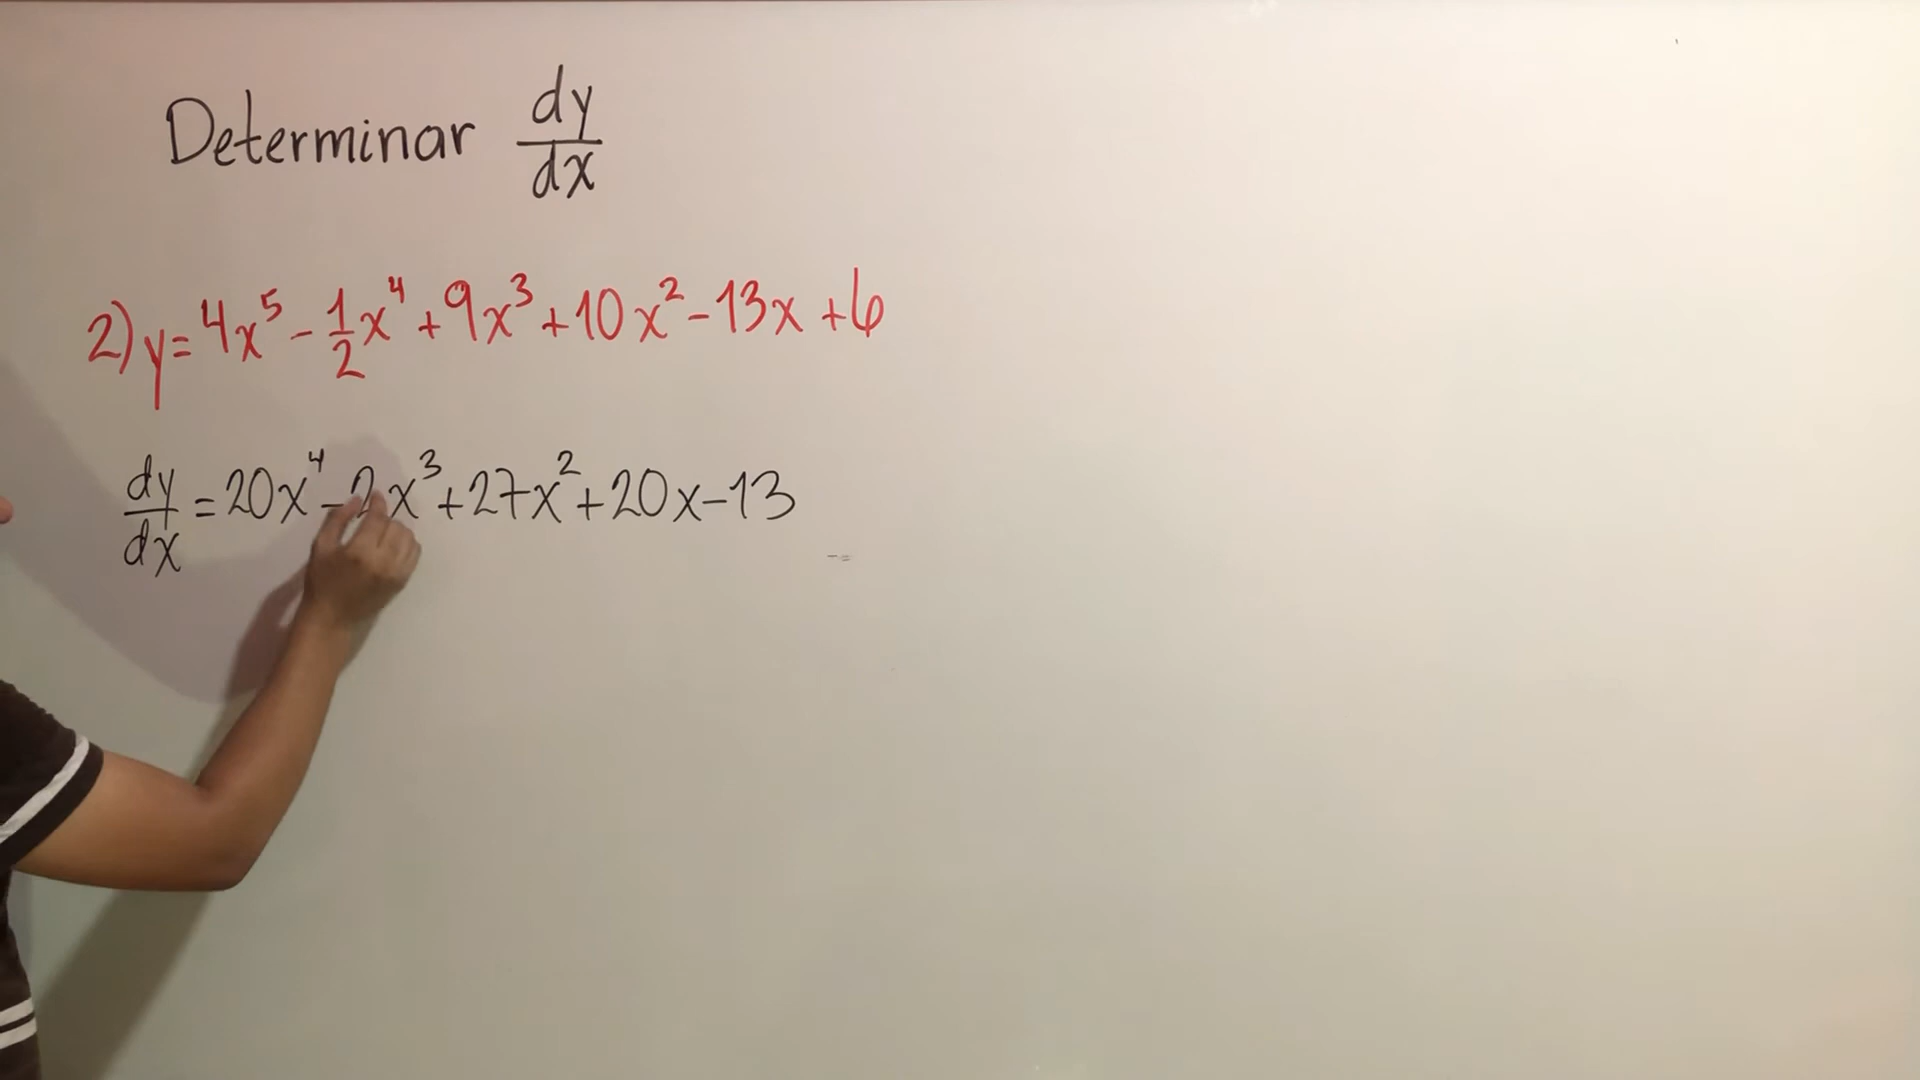 Determinar dy/dx
2) y = 4x⁵ - 1/2 x⁴ + 9x³ + 10x² - 13x + 6
dy/dx = 20x⁴ - 2x³ + 27x² + 20x - 13